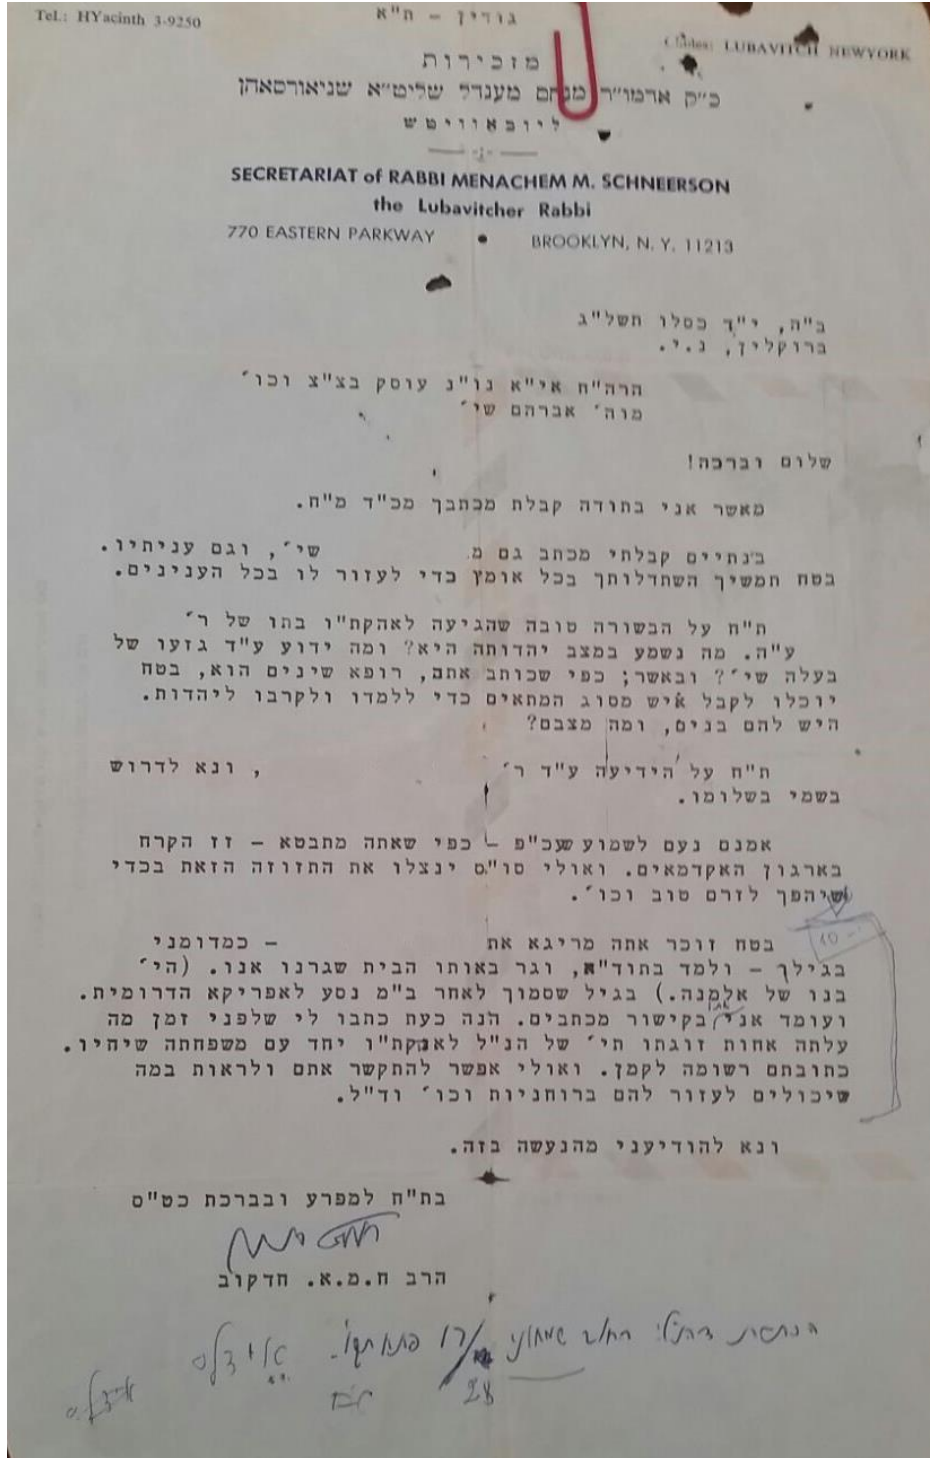 Tel.: HYacinth 3-9250
גורדין - ת"א
Cables: LUBAVITCH NEWYORK
מזכירות
כ"ק אדמו"ר מנחם מענדל שליט"א שניאורסאהן
ליובאוויטש
SECRETARIAT of RABBI MENACHEM M. SCHNEERSON
the Lubavitcher Rabbi
770 EASTERN PARKWAY • BROOKLYN, N. Y. 11213
ב"ה, י"ד כסלו תשל"ג
ברוקלין, נ.י.
הרה"ח אי"א נו"נ עוסק בצ"צ וכו'
מוה' אברהם שי'
שלום וברכה!
מאשר אני בתודה קבלת מכתבך מכ"ד מ"ח.
בינתיים קבלתי מכתב גם מ שי', וגם עניתיו.
בטח תמשיך השתדלותך בכל אומץ כדי לעזור לו בכל הענינים.
ת"ח על הבשורה טובה שהגיעה לאהקת"ו בתו של ר'
ע"ה. מה נשמע במצב יהדותה היא? ומה ידוע ע"ד גזעו של
בעלה שי'? ובאשר; כפי שכותב אתה, רופא שינים הוא, בטח
יוכלו לקבל איש מסוג המתאים כדי ללמדו ולקרבו ליהדות.
היש להם בנים, ומה מצבם?
ת"ח על הידיעה ע"ד ר' , ונא לדרוש
בשמי בשלומו.
אמנם נעם לשמוע שעכ"פ - כפי שאתה מתבטא - זז הקרח
בארגון האקדמאים. ואולי סו"ס ינצלו את התזוזה הזאת בכדי
שיהפך לזרם טוב וכו'.
בטח זוכר אתה מריגא את - כמדומני
בגילך - ולמד בתוד"א, וגר באותו הבית שגרנו אנו. (הי'
בנו של אלמנה.) בגיל שסמוך לאחר ב"מ נסע לאפריקא הדרומית.
ועומד אני בקישור מכתבים. הנה כעת כתבו לי שלפני זמן מה
עלתה אחות זוגתו תי' של הנ"ל לאהקת"ו יחד עם משפחתה שיחיו.
כתובתם רשומה לקמן. ואולי אפשר להתקשר אתם ולראות במה
שיכולים לעזור להם ברוחניות וכו' וד"ל.
10 -
ונא להודיעני מהנעשה בזה.
בת"ח למפרע ובברכת כט"ס
הרב ח.מ.א. חדקוב
28